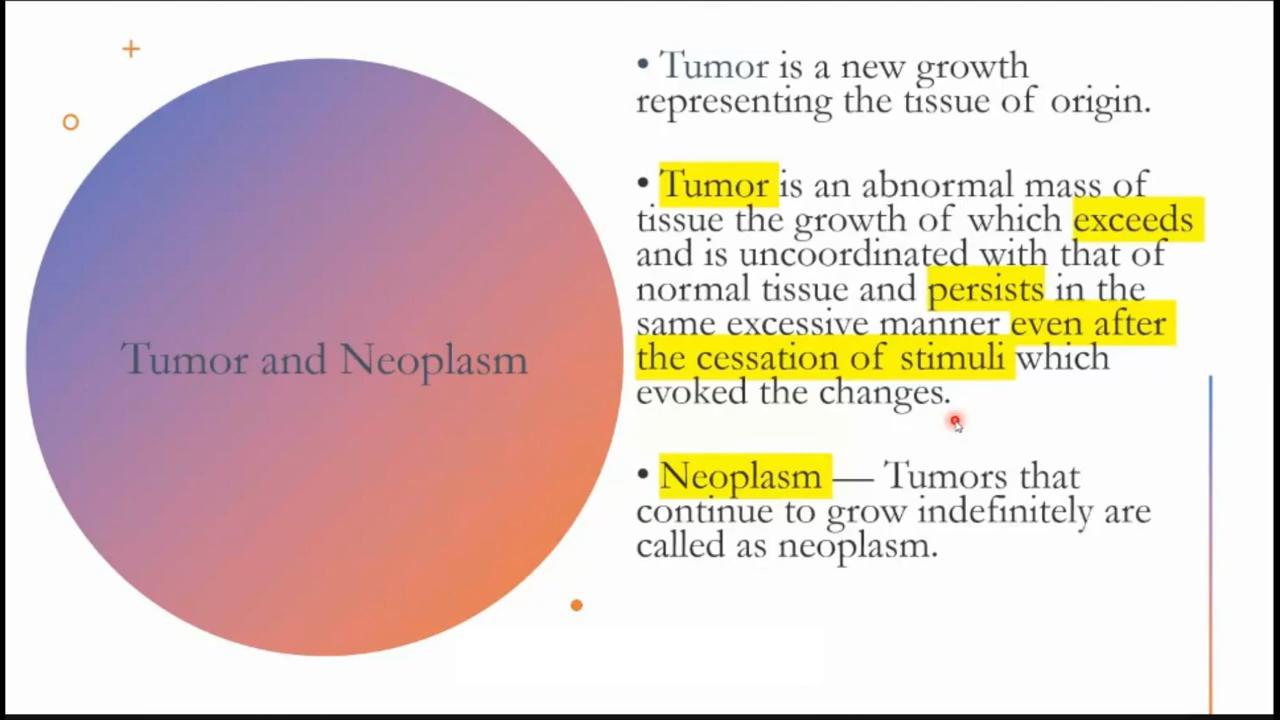 Tumor and Neoplasm
• Tumor is a new growth
representing the tissue of origin.
• Tumor is an abnormal mass of
tissue the growth of which exceeds
and is uncoordinated with that of
normal tissue and persists in the
same excessive manner even after
the cessation of stimuli which
evoked the changes.
• Neoplasm — Tumors that
continue to grow indefinitely are
called as neoplasm.